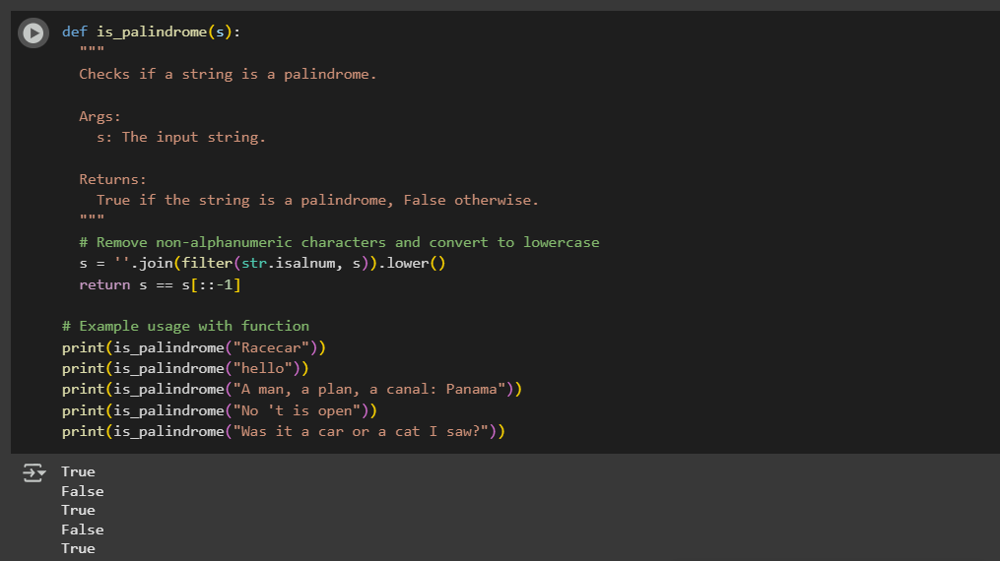 def is_palindrome(s):
  """
  Checks if a string is a palindrome.

  Args:
    s: The input string.

  Returns:
    True if the string is a palindrome, False otherwise.
  """
  # Remove non-alphanumeric characters and convert to lowercase
  s = ''.join(filter(str.isalnum, s)).lower()
  return s == s[::-1]

# Example usage with function
print(is_palindrome("Racecar"))
print(is_palindrome("hello"))
print(is_palindrome("A man, a plan, a canal: Panama"))
print(is_palindrome("No 't is open"))
print(is_palindrome("Was it a car or a cat I saw?"))
True
False
True
False
True